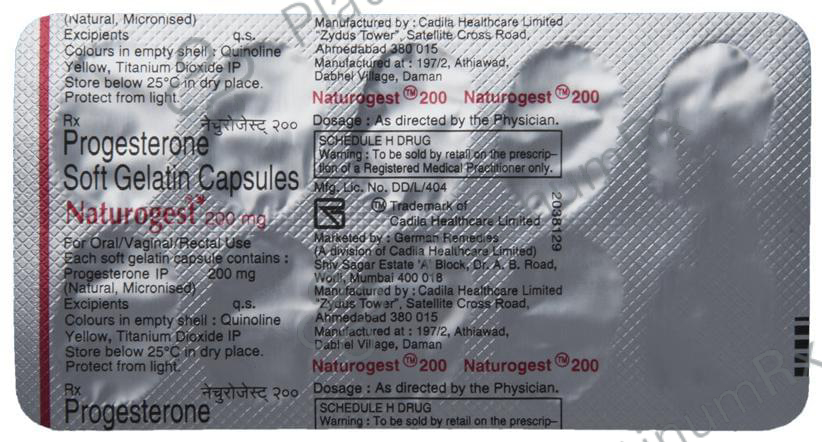 (Natural, Micronised)
Excipients q.s.
Colours in empty shell : Quinoline
Yellow, Titanium Dioxide IP
Store below 25°C in dry place.
Protect from light.
Rx नेचुरोजेस्ट् २००
Progesterone
Soft Gelatin Capsules
Naturogest 200 mg
For Oral/Vaginal/Rectal Use
Each soft gelatin capsule contains :
Progesterone IP 200 mg
(Natural, Micronised)
Excipients q.s.
Colours in empty shell : Quinoline
Yellow, Titanium Dioxide IP
Store below 25°C in dry place.
Protect from light.
Rx नेचुरोजेस्ट् २००
Progesterone
Manufactured by : Cadila Healthcare Limited
"Zydus Tower", Satellite Cross Road,
Ahmedabad 380 015
Manufactured at : 197/2, Athiawad,
Dabhel Village, Daman
Naturogest™ 200 Naturogest™ 200
Dosage : As directed by the Physician.
SCHEDULE H DRUG
Warning : To be sold by retail on the prescrip–
tion of a Registered Medical Practitioner only.
Mfg. Lic. No. DD/L/404
™ Trademark of
Cadila Healthcare Limited
Marketed by : German Remedies
(A division of Cadila Healthcare Limited)
Shiv Sagar Estate 'A' Block, Dr. A. B. Road,
Worli, Mumbai 400 018
Manufactured by : Cadila Healthcare Limited
"Zydus Tower", Satellite Cross Road,
Ahmedabad 380 015
Manufactured at : 197/2, Athiawad,
Dabhel Village, Daman
Naturogest™ 200 Naturogest™ 200
Dosage : As directed by the Physician.
SCHEDULE H DRUG
Warning : To be sold by retail on the prescrip–
2038129